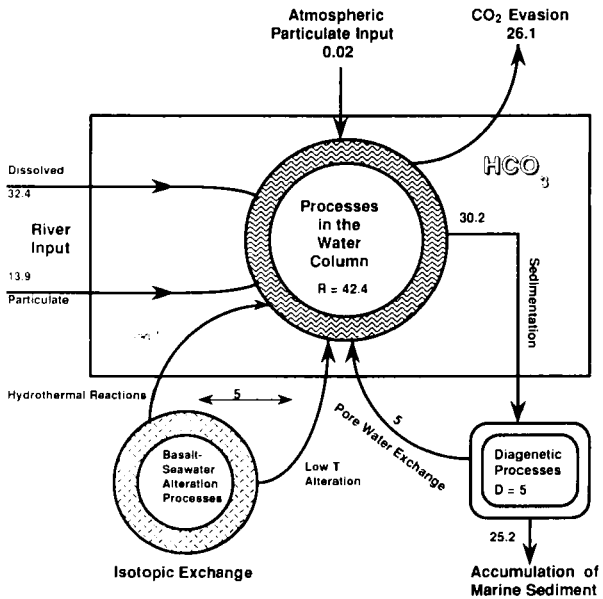 Atmospheric
Particulate Input
0.02
CO2 Evasion
26.1
HCO3
Dissolved
32.4
River
Input
13.9
Particulate
Processes
in the
Water
Column
R = 42.4
30.2
Sedimentation
Hydrothermal Reactions
5
5
Pore Water Exchange
Basalt-
Seawater
Alteration
Processes
Low T
Alteration
Diagenetic
Processes
D = 5
25.2
Isotopic Exchange
Accumulation of
Marine Sediment